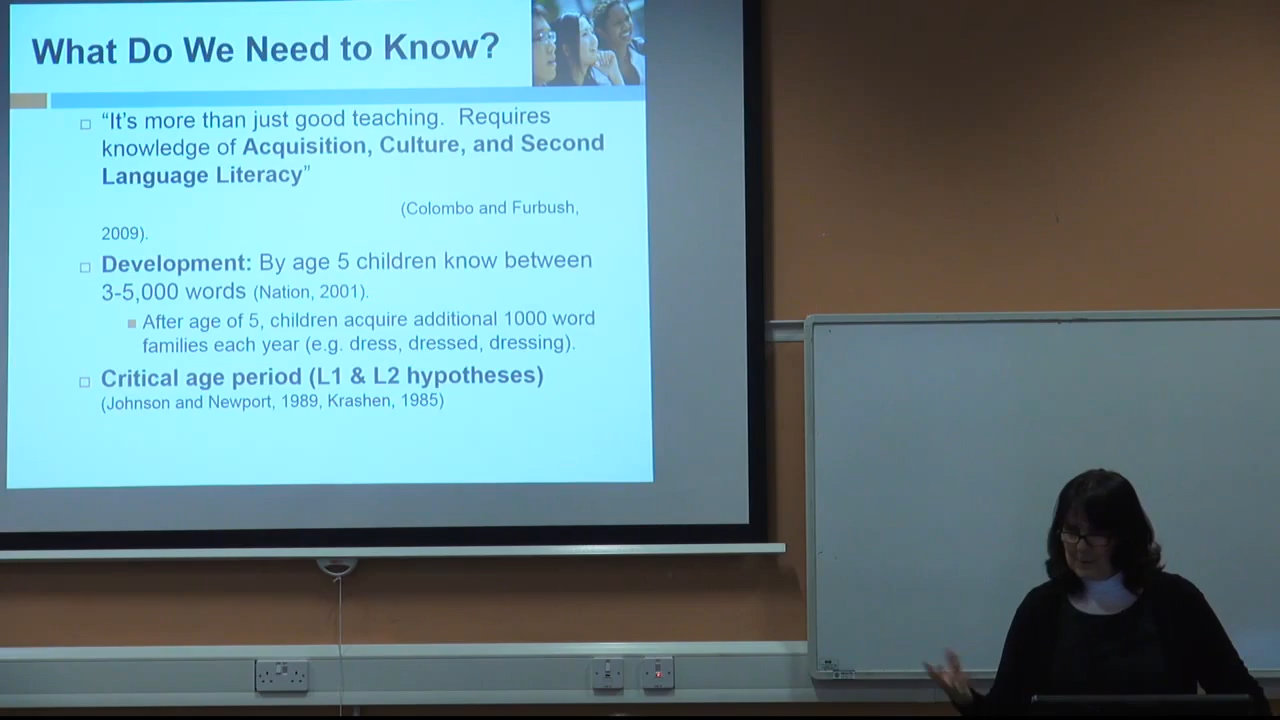 What Do We Need to Know?
“It's more than just good teaching. Requires
knowledge of Acquisition, Culture, and Second
Language Literacy”
(Colombo and Furbush,
2009).
Development: By age 5 children know between
3-5,000 words (Nation, 2001).
After age of 5, children acquire additional 1000 word
families each year (e.g. dress, dressed, dressing).
Critical age period (L1 & L2 hypotheses)
(Johnson and Newport, 1989, Krashen, 1985)